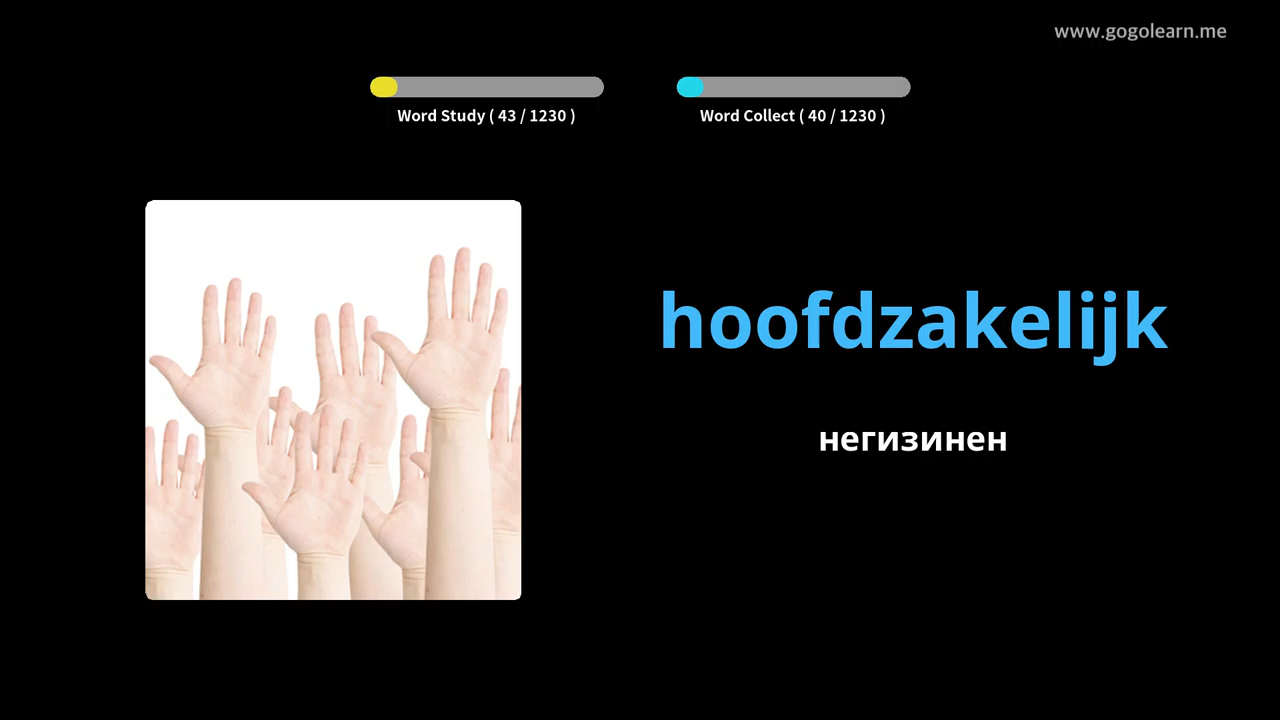 www.gogolearn.me
Word Study ( 43 / 1230 )
Word Collect ( 40 / 1230 )
hoofdzakelijk
негизинен